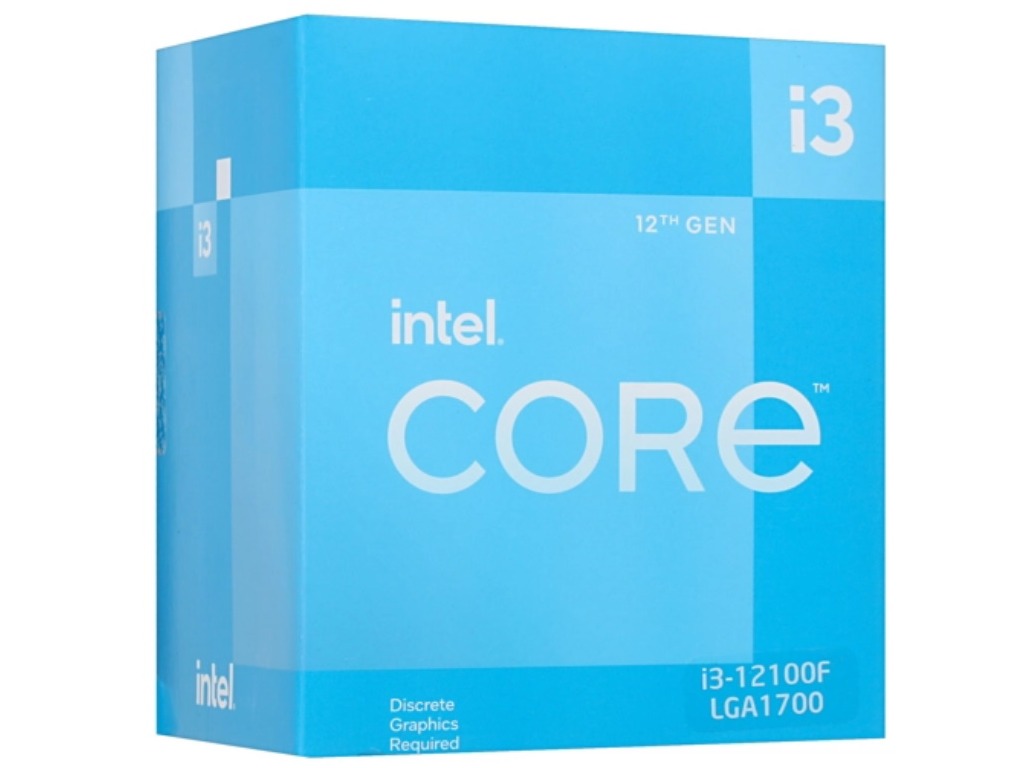 i3
12TH GEN
i3
intel.
CORe™
i3-12100F
LGA1700
intel.
Discrete
Graphics
Required